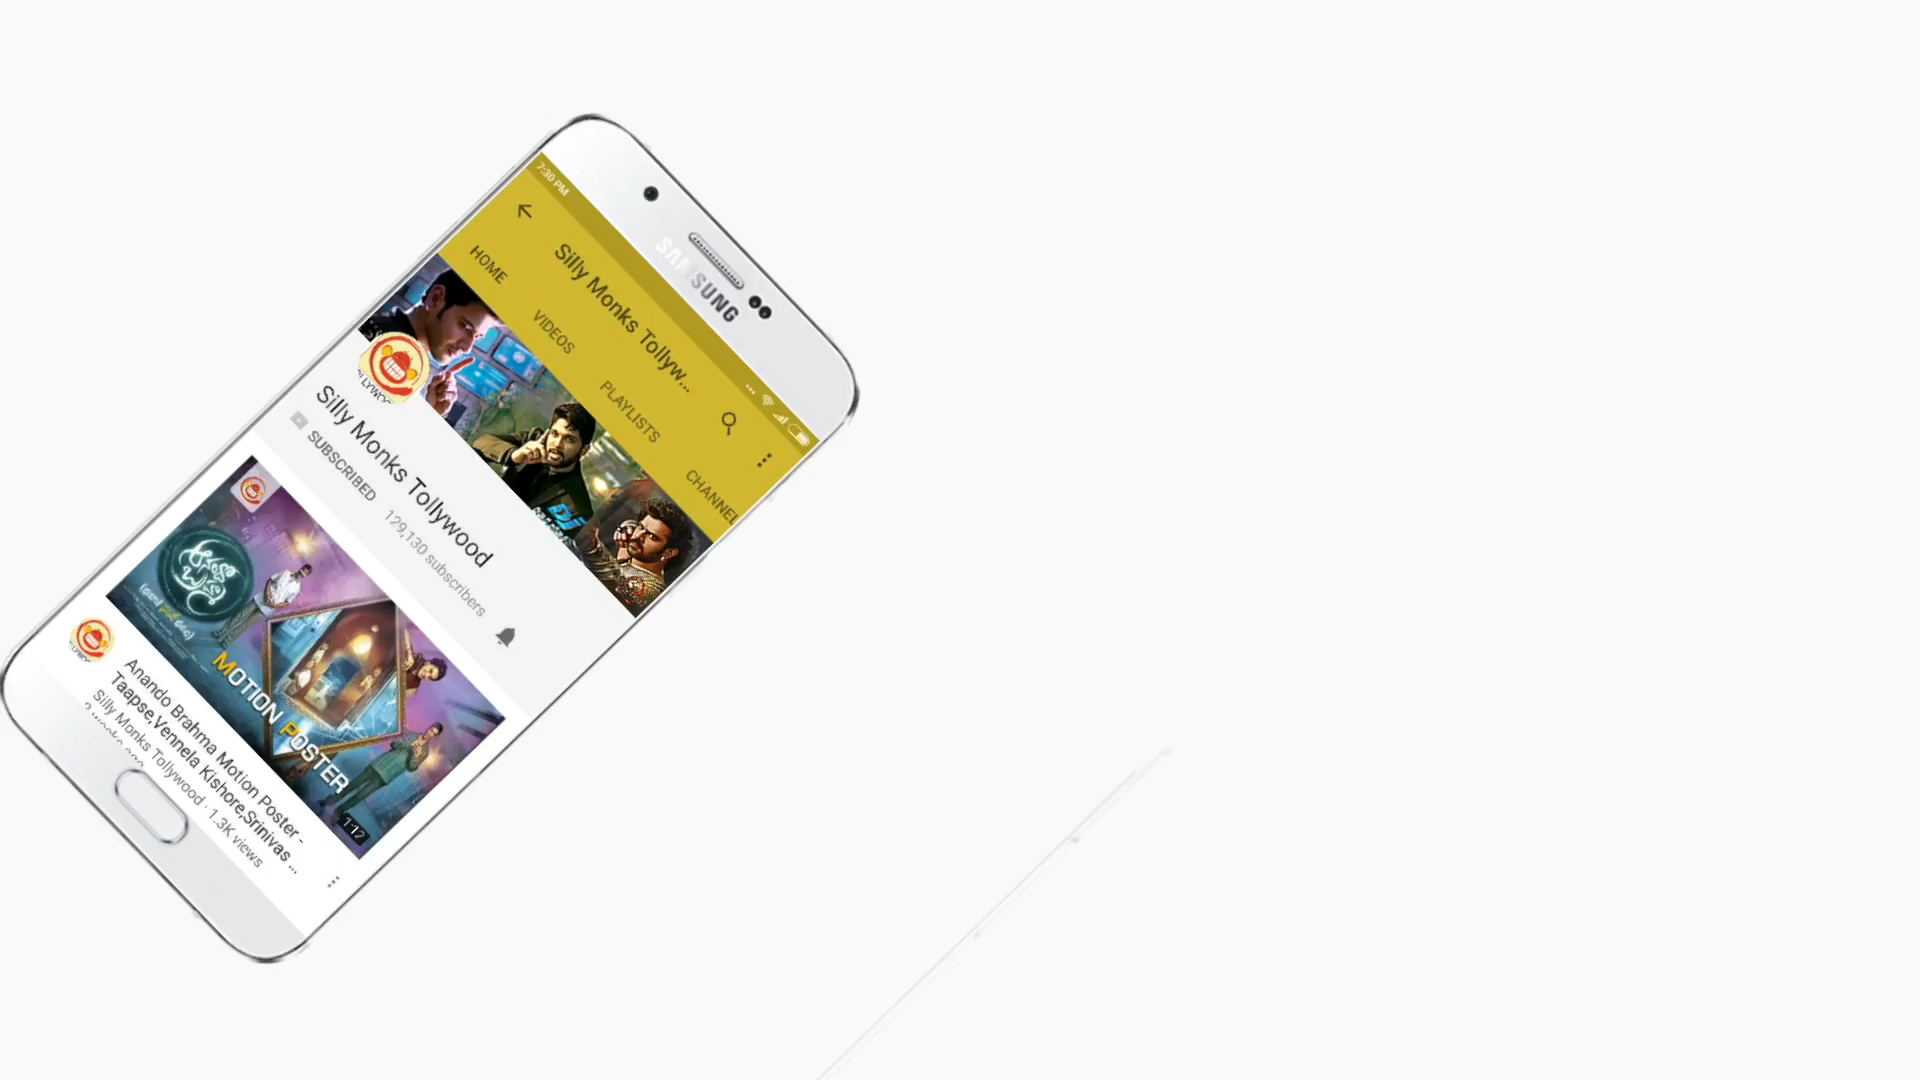 SAMSUNG
7:30 PM
Silly Monks Tollyw...
HOME VIDEOS PLAYLISTS CHANNEL
Silly Monks Tollywood
SUBSCRIBED 129,130 subscribers
MOTION POSTER
1:12
Anando Brahma Motion Poster -
Taapse,Vennela Kishore,Srinivas ...
Silly Monks Tollywood · 1.3K views